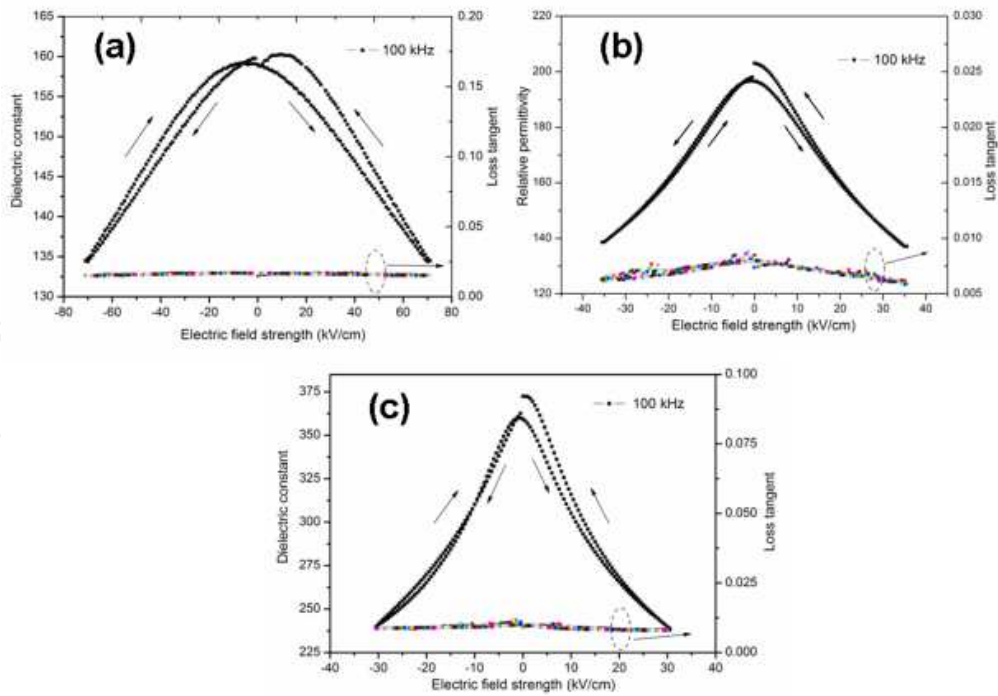 (a)
100 kHz
Dielectric constant
165
160
155
150
145
140
135
130
-80 -60 -40 -20 0 20 40 60 80
Electric field strength (kV/cm)
0.20
0.15
0.10
0.05
0.00
Loss tangent
(b)
100 kHz
Relative permittivity
220
200
180
160
140
120
-40 -30 -20 -10 0 10 20 30 40
Electric field strength (kV/cm)
0.030
0.025
0.020
0.015
0.010
0.005
Loss tangent
(c)
100 kHz
Dielectric constant
375
350
325
300
275
250
225
-40 -30 -20 -10 0 10 20 30 40
Electric field strength (kV/cm)
0.100
0.075
0.050
0.025
0.000
Loss tangent